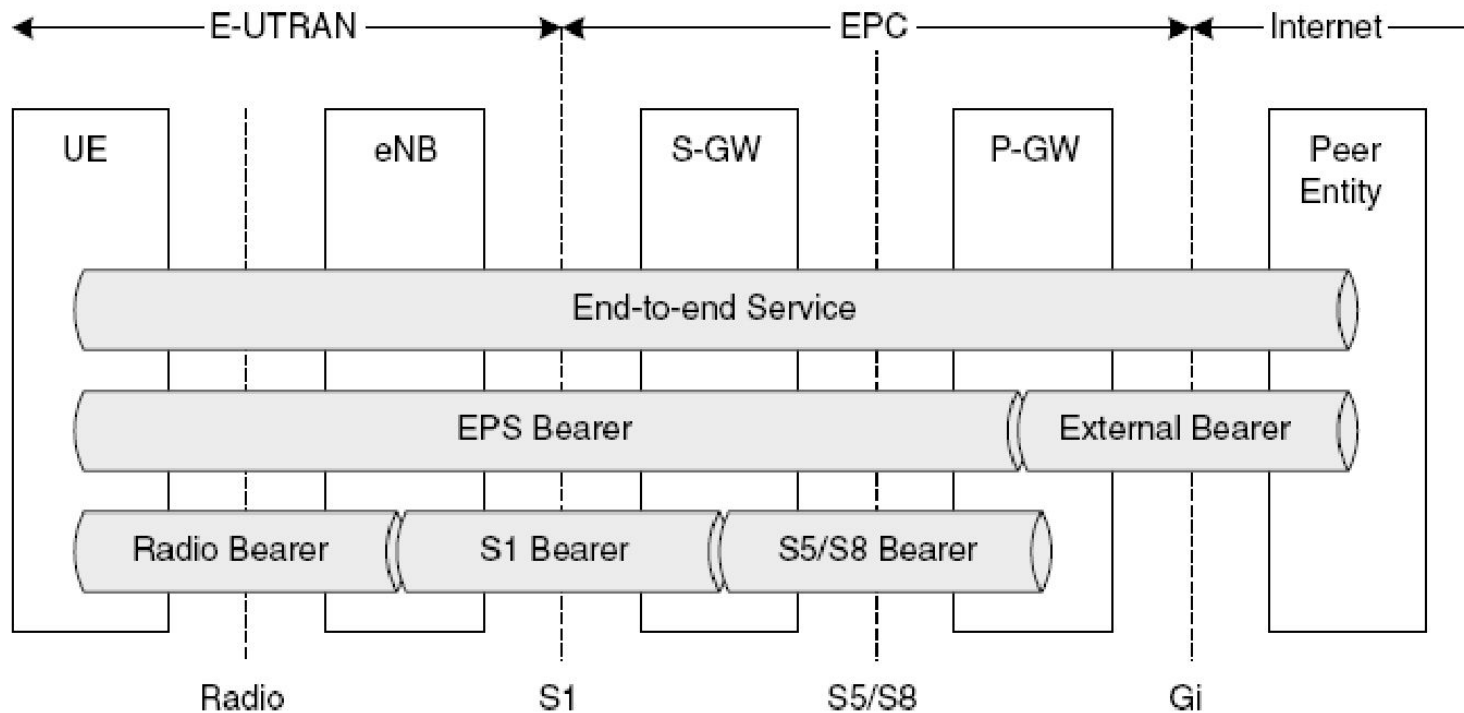 E-UTRAN
EPC
Internet
UE
eNB
S-GW
P-GW
Peer
Entity
End-to-end Service
EPS Bearer
External Bearer
Radio Bearer
S1 Bearer
S5/S8 Bearer
Radio
S1
S5/S8
Gi